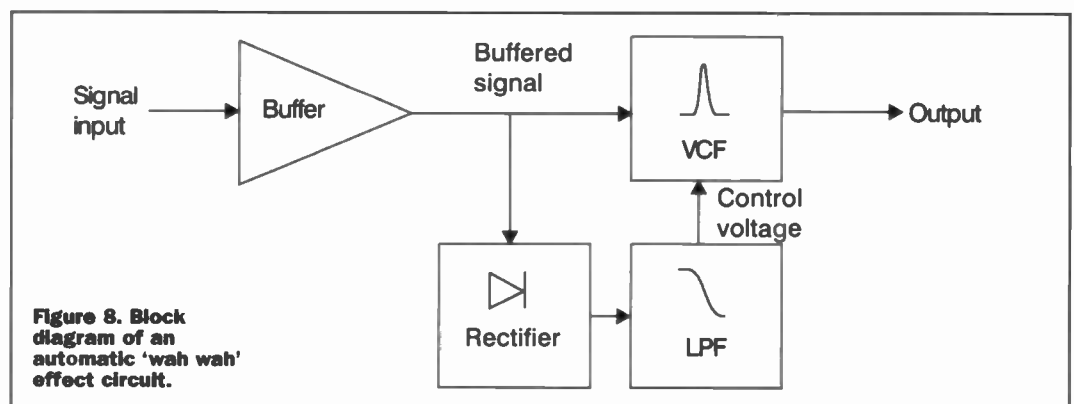 Signal
input
Buffer
Buffered
signal
VCF
Output
Control
voltage
Rectifier
LPF
Figure 8. Block
diagram of an
automatic ‘wah wah’
effect circuit.